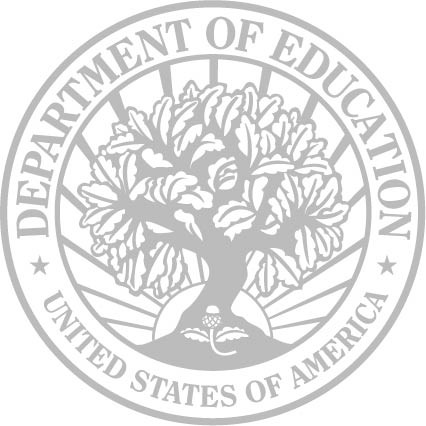 DEPARTMENT OF EDUCATION
UNITED STATES OF AMERICA